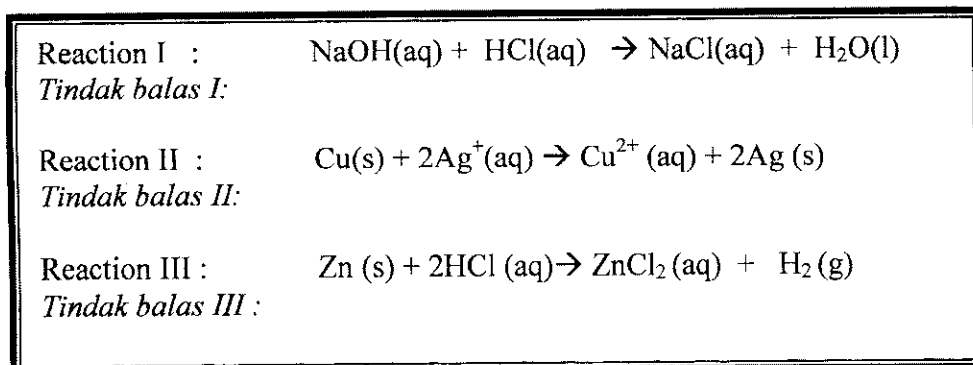 Reaction I : NaOH(aq) + HCl(aq) → NaCl(aq) + H₂O(l)
Tindak balas I:
Reaction II : Cu(s) + 2Ag⁺(aq) → Cu²⁺ (aq) + 2Ag (s)
Tindak balas II:
Reaction III : Zn (s) + 2HCl (aq)→ ZnCl₂ (aq) + H₂ (g)
Tindak balas III :